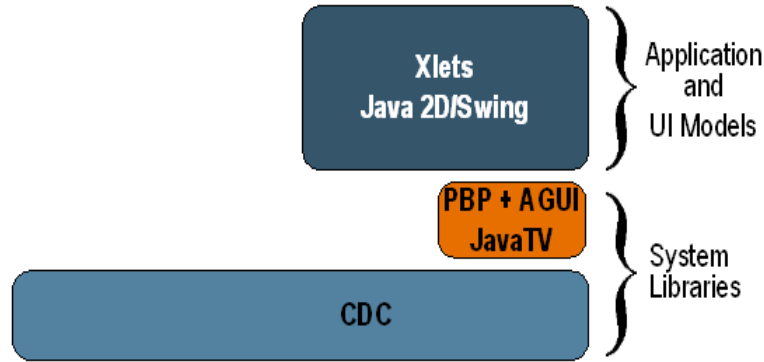 Xlets
Java 2D/Swing
Application
and
UI Models
PBP + AGUI
JavaTV
System
Libraries
CDC